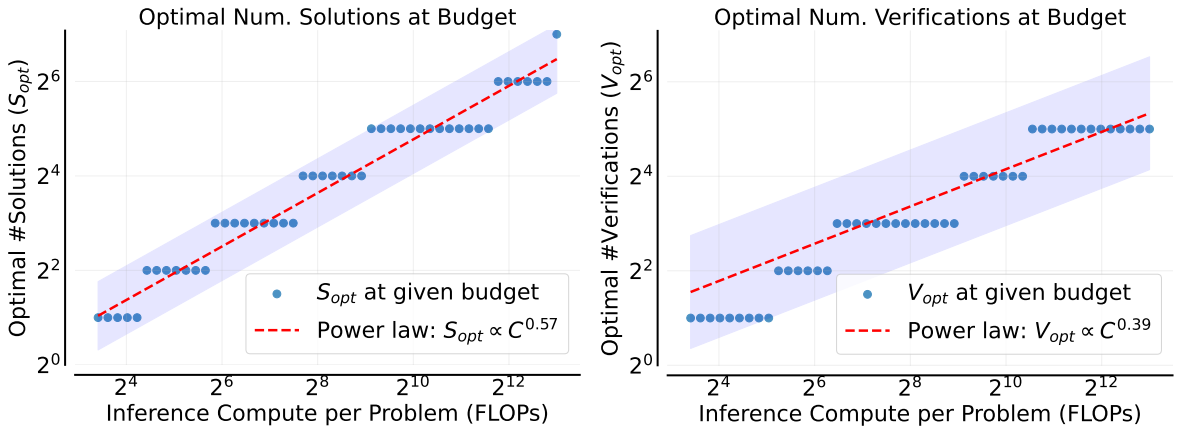 Optimal Num. Solutions at Budget
Optimal #Solutions (S_opt)
2^6
2^4
2^2
2^0
S_opt at given budget
Power law: S_opt ∝ C^0.57
2^4 2^6 2^8 2^10 2^12
Inference Compute per Problem (FLOPs)
Optimal Num. Verifications at Budget
Optimal #Verifications (V_opt)
2^6
2^4
2^2
2^0
V_opt at given budget
Power law: V_opt ∝ C^0.39
2^4 2^6 2^8 2^10 2^12
Inference Compute per Problem (FLOPs)